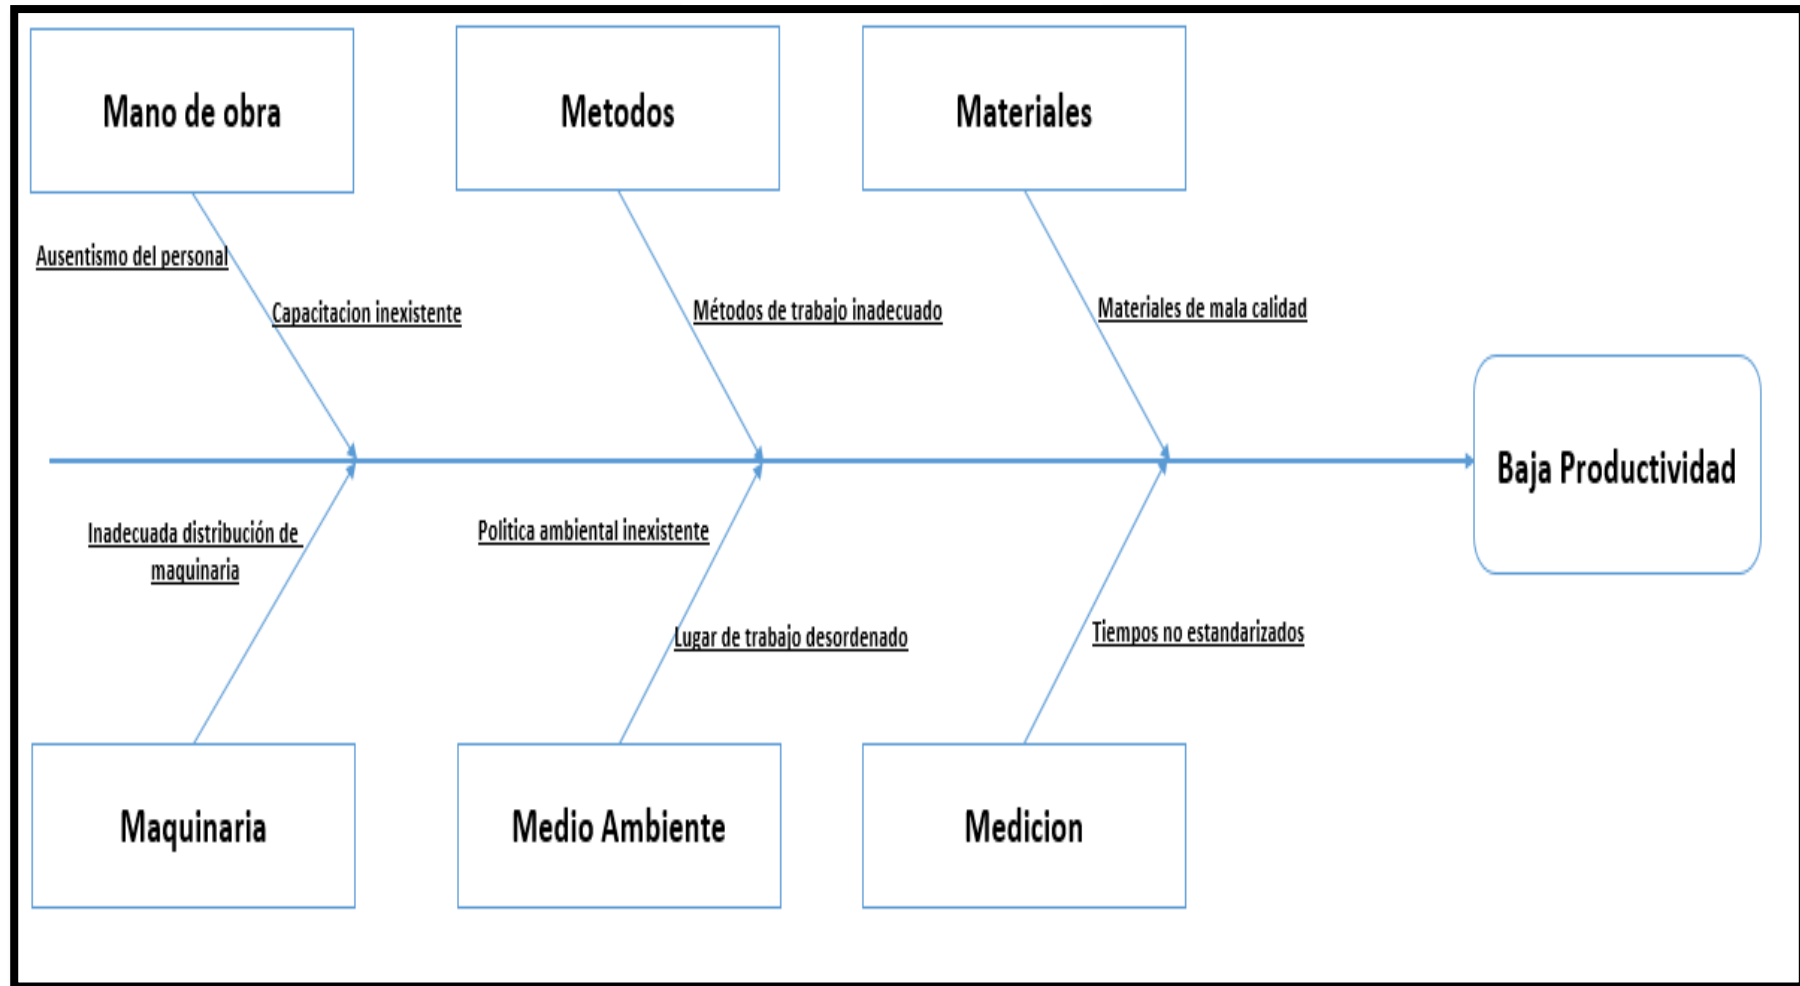 Mano de obra
Metodos
Materiales
Ausentismo del personal
Capacitacion inexistente
Métodos de trabajo inadecuado
Materiales de mala calidad
Baja Productividad
Inadecuada distribución de
maquinaria
Politica ambiental inexistente
Lugar de trabajo desordenado
Tiempos no estandarizados
Maquinaria
Medio Ambiente
Medicion